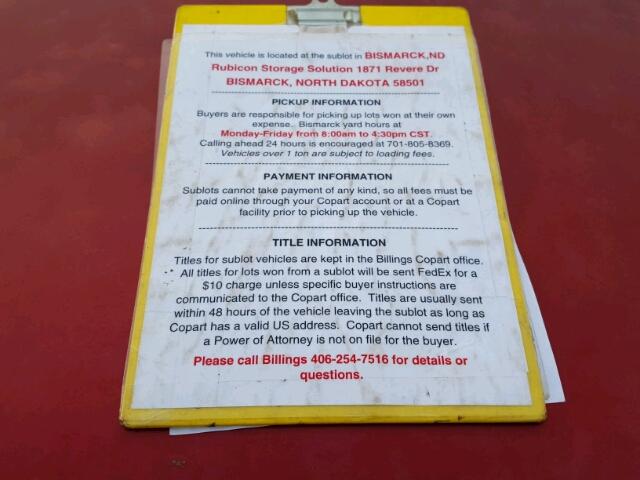 This vehicle is located at the sublot in BISMARCK,ND
Rubicon Storage Solution 1871 Revere Dr
BISMARCK, NORTH DAKOTA 58501
PICKUP INFORMATION
Buyers are responsible for picking up lots won at their own
expense. Bismarck yard hours at
Monday-Friday from 8:00am to 4:30pm CST.
Calling ahead 24 hours is encouraged at 701-805-8369.
Vehicles over 1 ton are subject to loading fees.
PAYMENT INFORMATION
Sublots cannot take payment of any kind, so all fees must be
paid online through your Copart account or at a Copart
facility prior to picking up the vehicle.
TITLE INFORMATION
Titles for sublot vehicles are kept in the Billings Copart office.
All titles for lots won from a sublot will be sent FedEx for a
$10 charge unless specific buyer instructions are
communicated to the Copart office. Titles are usually sent
within 48 hours of the vehicle leaving the sublot as long as
Copart has a valid US address. Copart cannot send titles if
a Power of Attorney is not on file for the buyer.
Please call Billings 406-254-7516 for details or
questions.